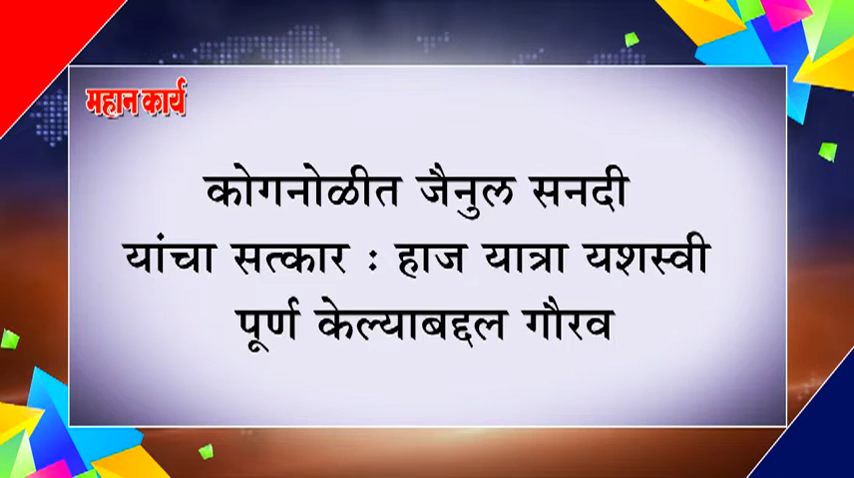 महान कार्य
कोगनोळीत जैनुल सनदी
यांचा सत्कार : हाज यात्रा यशस्वी
पूर्ण केल्याबद्दल गौरव